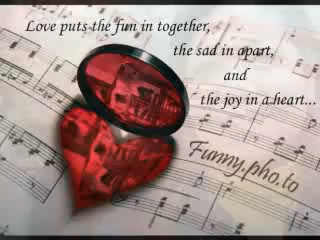 Love puts the fun in together,
the sad in apart,
and
the joy in a heart...
Funny.pho.to